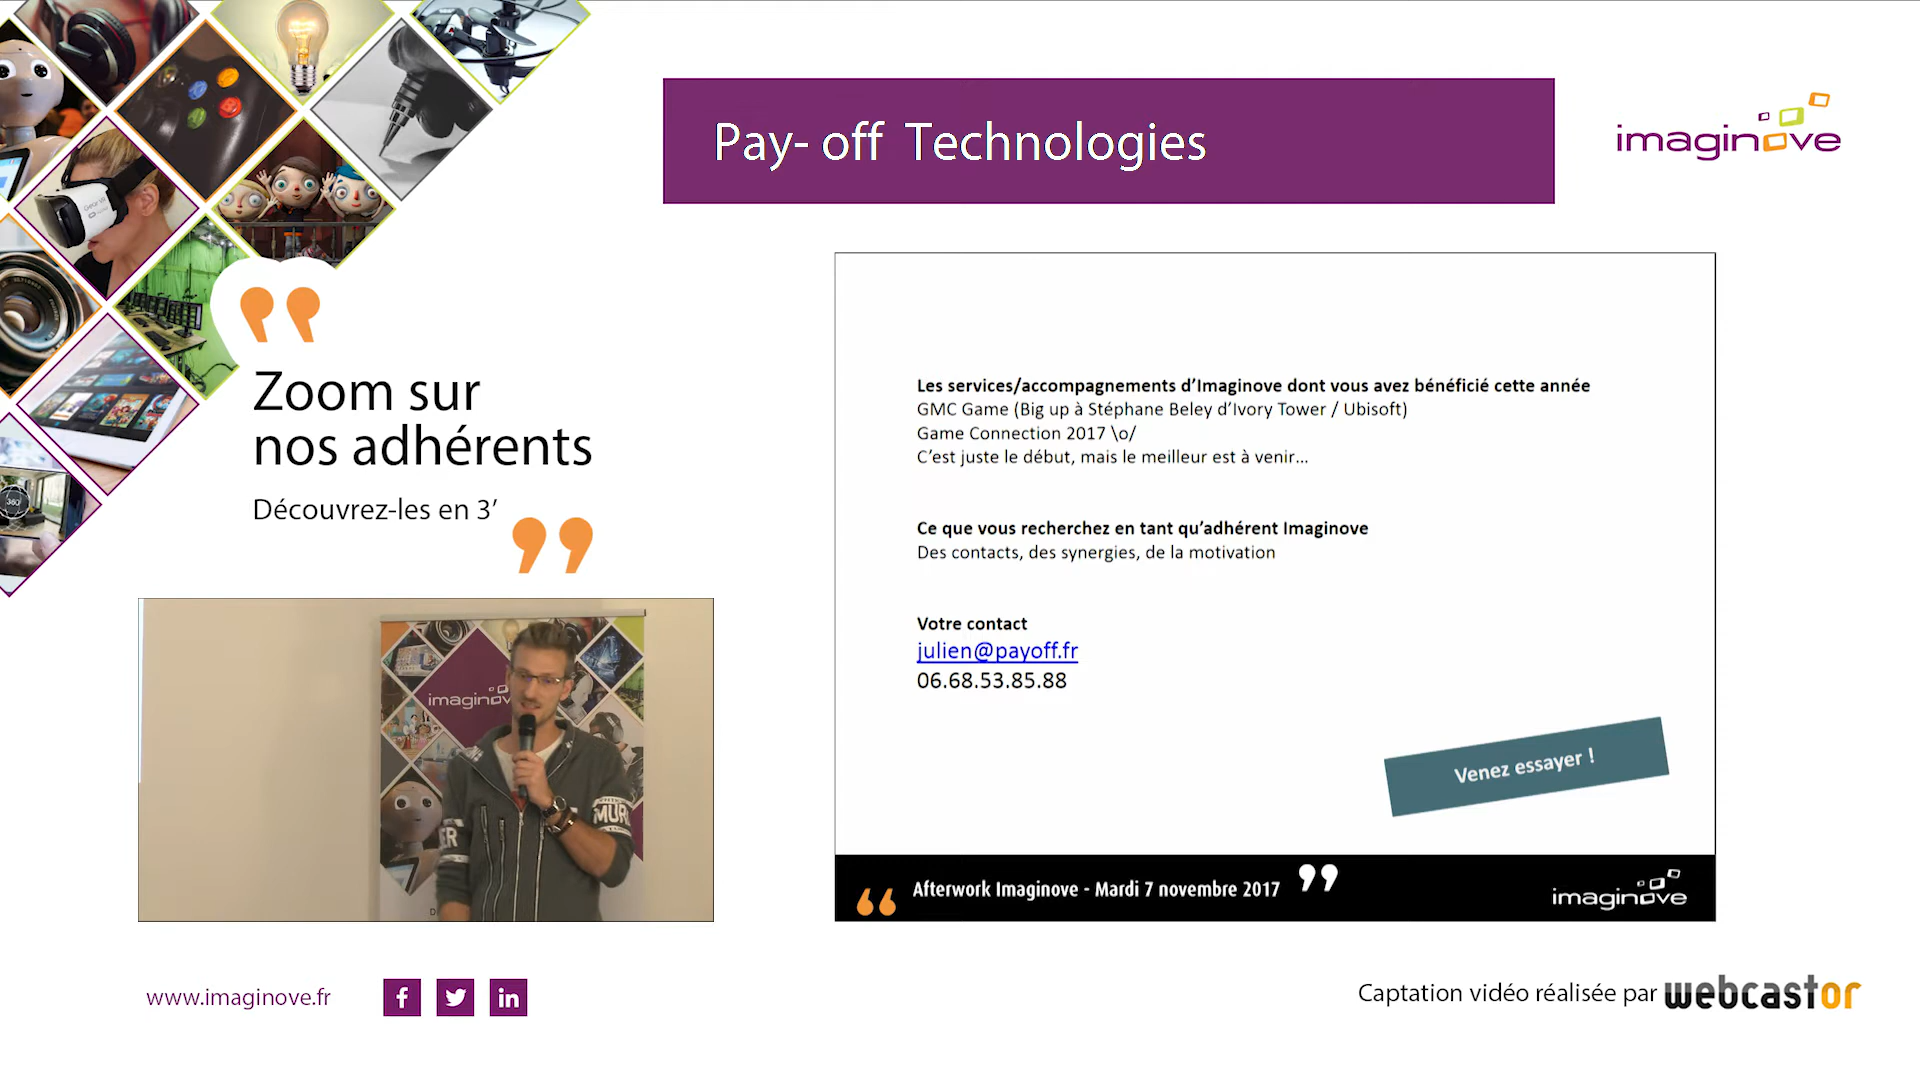 Pay- off Technologies
imaginove
Zoom sur
nos adhérents
Découvrez-les en 3’
Les services/accompagnements d’Imaginove dont vous avez bénéficié cette année
GMC Game (Big up à Stéphane Beley d’Ivory Tower / Ubisoft)
Game Connection 2017 \o/
C’est juste le début, mais le meilleur est à venir...
Ce que vous recherchez en tant qu’adhérent Imaginove
Des contacts, des synergies, de la motivation
Votre contact
julien@payoff.fr
06.68.53.85.88
Venez essayer !
Afterwork Imaginove - Mardi 7 novembre 2017
imaginove
imaginove
MUR
ER
360
www.imaginove.fr
f
in
Captation vidéo réalisée par webcastor